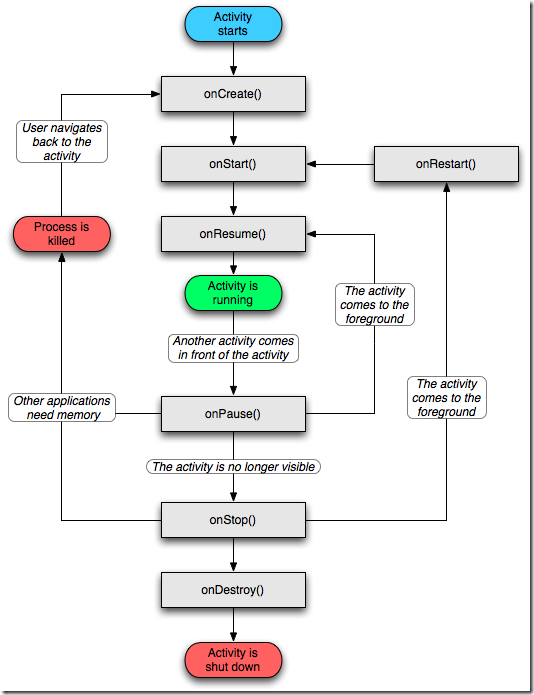 Activity
starts
onCreate()
User navigates
back to the
activity
onStart()
onRestart()
Process is
killed
onResume()
Activity is
running
The activity
comes to the
foreground
Another activity comes
in front of the activity
The activity
comes to the
foreground
Other applications
need memory
onPause()
The activity is no longer visible
onStop()
onDestroy()
Activity is
shut down